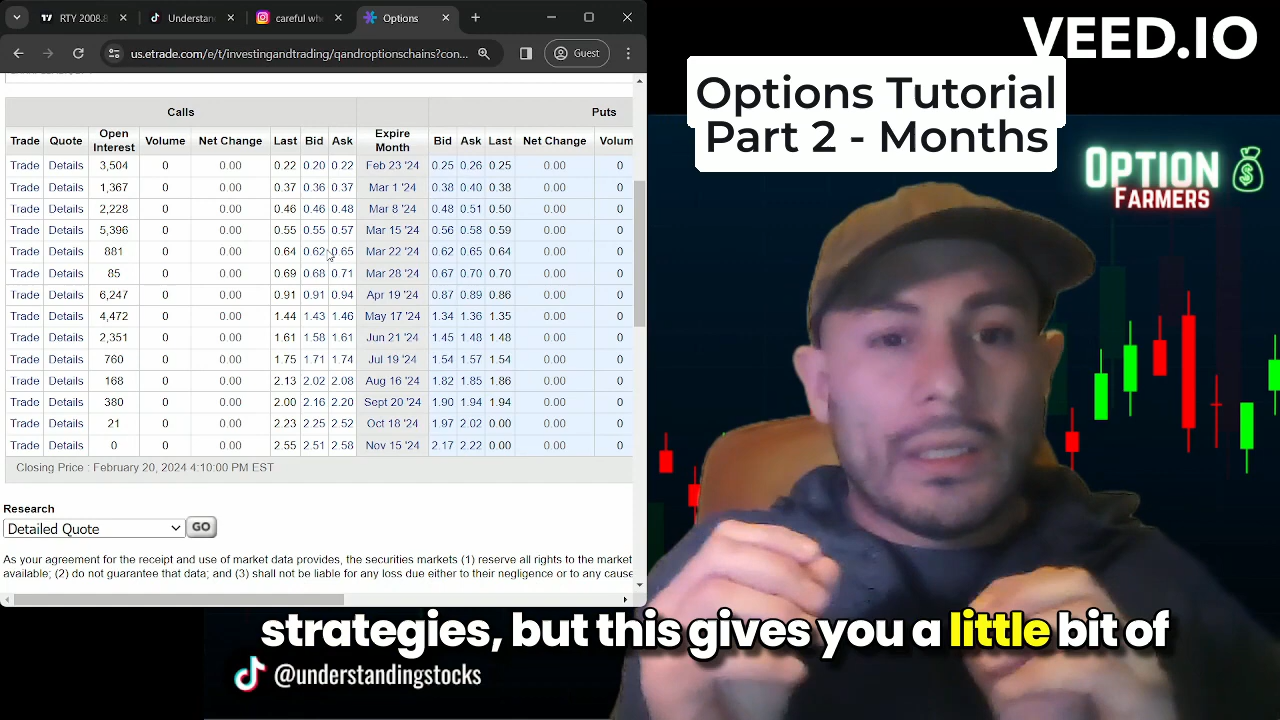 RTY 2008.8
Understan
careful whe
Options
us.etrade.com/e/t/investingandtrading/qandroptionschains?con...
Guest
Calls
Puts
Trade Quote Open Interest Volume Net Change Last Bid Ask Expire Month Bid Ask Last Net Change Volum
Trade Details 0 0.00 0.22 0.20 0.22 Feb 23 '24 0.25 0.26 0.25 0.00 0
Trade Details 1,367 0 0.00 0.37 0.36 0.37 Mar 1 '24 0.38 0.40 0.38 0.00 0
Trade Details 2,228 0 0.00 0.46 0.46 0.48 Mar 8 '24 0.48 0.51 0.50 0.00 0
Trade Details 5,396 0 0.00 0.55 0.55 0.57 Mar 15 '24 0.56 0.58 0.59 0.00 0
Trade Details 881 0 0.00 0.64 0.62 0.65 Mar 22 '24 0.62 0.65 0.64 0.00 0
Trade Details 85 0 0.00 0.69 0.68 0.71 Mar 28 '24 0.67 0.70 0.70 0.00 0
Trade Details 6,247 0 0.00 0.91 0.91 0.94 Apr 19 '24 0.87 0.89 0.86 0.00 0
Trade Details 4,472 0 0.00 1.44 1.43 1.46 May 17 '24 1.34 1.36 1.35 0.00 0
Trade Details 2,351 0 0.00 1.61 1.58 1.61 Jun 21 '24 1.45 1.48 1.48 0.00 0
Trade Details 760 0 0.00 1.75 1.71 1.74 Jul 19 '24 1.54 1.57 1.54 0.00 0
Trade Details 168 0 0.00 2.13 2.02 2.08 Aug 16 '24 1.82 1.85 1.86 0.00 0
Trade Details 380 0 0.00 2.00 2.16 2.20 Sept 20 '24 1.90 1.94 1.94 0.00 0
Trade Details 21 0 0.00 2.23 2.25 2.52 Oct 18 '24 1.97 2.02 0.00 0.00 0
Trade Details 0 0 0.00 2.55 2.51 2.58 Nov 15 '24 2.17 2.22 0.00 0.00 0
Closing Price : February 20, 2024 4:10:00 PM EST
Research
Detailed Quote
GO
As your agreement for the receipt and use of market data provides, the securities markets (1) reserve all rights to the market
available; (2) do not guarantee that data; and (3) shall not be liable for any loss due either to their negligence or to any cause
VEED.IO
Options Tutorial
Part 2 - Months
OPTION
FARMERS
strategies, but this gives you a little bit of
@understandingstocks